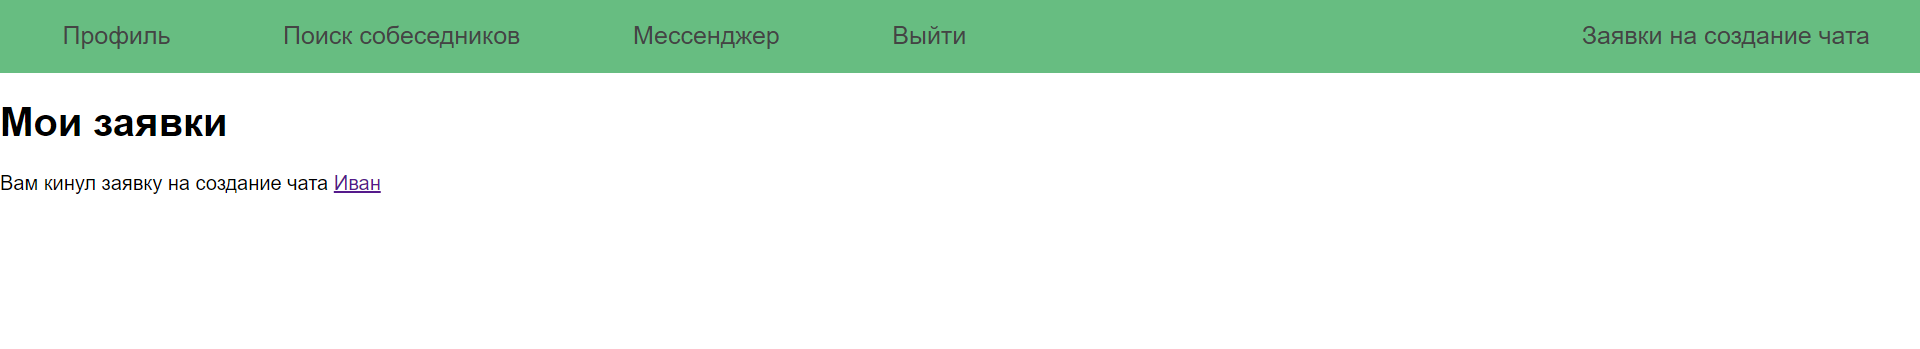 Профиль Поиск собеседников Мессенджер Выйти Заявки на создание чата
Мои заявки
Вам кинул заявку на создание чата Иван